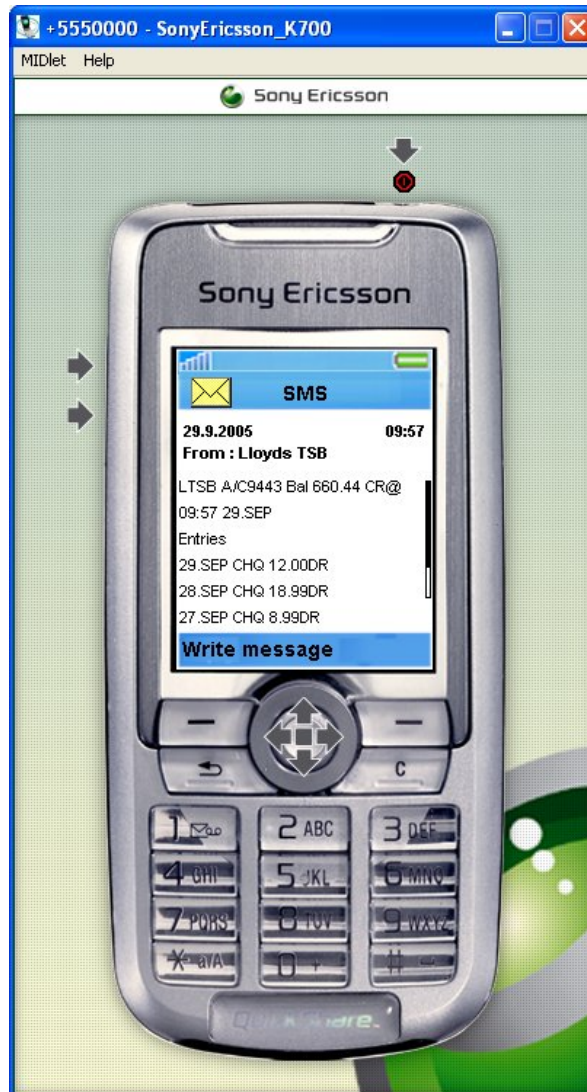 +5550000 - SonyEricsson_K700
MIDlet Help
Sony Ericsson
Sony Ericsson
SMS
29.9.2005 09:57
From : Lloyds TSB
LTSB A/C9443 Bal 660.44 CR@
09:57 29.SEP
Entries
29.SEP CHQ 12.00DR
28.SEP CHQ 18.99DR
27.SEP CHQ 8.99DR
Write message
C
1 2 ABC 3 DEF
4 GHI 5 JKL 6 MNO
7 PQRS 8 TUV 9 WXYZ
* a/A 0 + #
QuickShare.